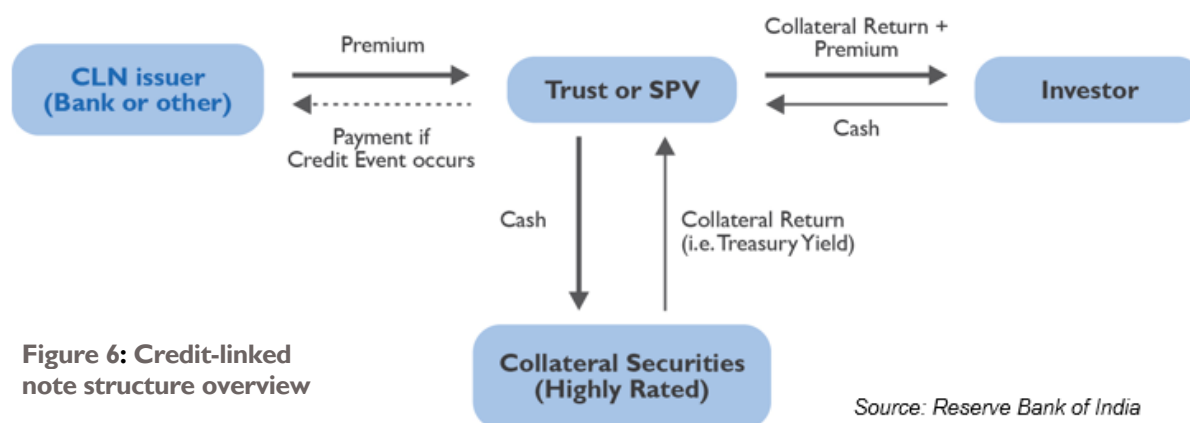 Premium
Collateral Return +
Premium
CLN issuer
(Bank or other)
Trust or SPV
Investor
Payment if
Credit Event occurs
Cash
Cash
Collateral Return
(i.e. Treasury Yield)
Figure 6: Credit-linked
note structure overview
Collateral Securities
(Highly Rated)
Source: Reserve Bank of India